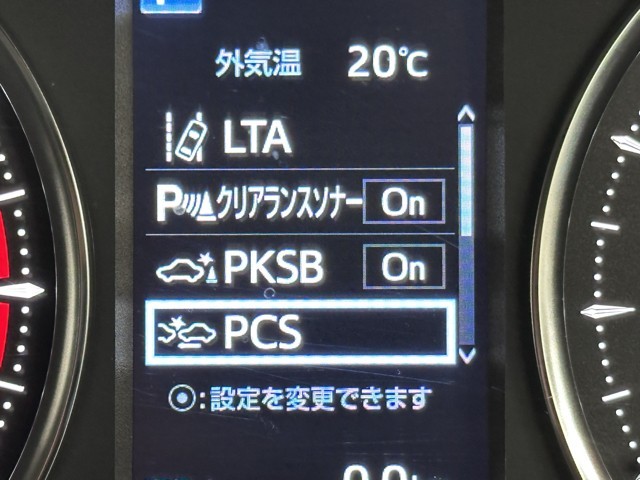 外気温 20℃
LTA
P クリアランスソナー On
PKSB On
PCS
⦿:設定を変更できます